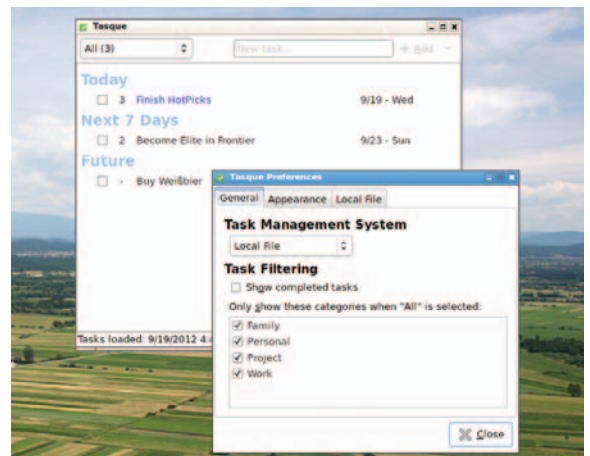 Tasque
All (3)
New task...
+ Add
Today
3 Finish HotPicks 9/19 - Wed
Next 7 Days
2 Become Elite in Frontier 9/23 - Sun
Future
- Buy Weißbier
Tasks loaded: 9/19/2012 4:
Tasque Preferences
General Appearance Local File
Task Management System
Local File
Task Filtering
Show completed tasks
Only show these categories when "All" is selected:
Family
Personal
Project
Work
Close